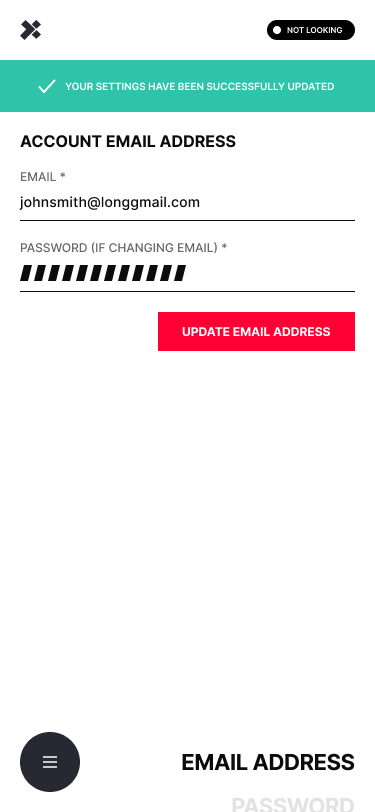 NOT LOOKING
YOUR SETTINGS HAVE BEEN SUCCESSFULLY UPDATED
ACCOUNT EMAIL ADDRESS
EMAIL *
johnsmith@longgmail.com
PASSWORD (IF CHANGING EMAIL) *
UPDATE EMAIL ADDRESS
EMAIL ADDRESS
PASSWORD